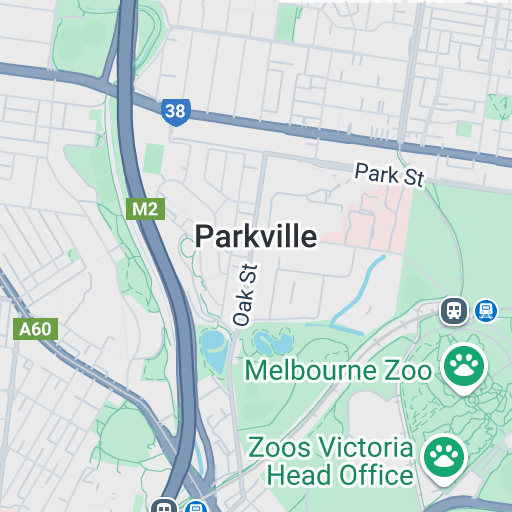 38
Park St
M2
Parkville
Oak St
A60
Melbourne Zoo
Zoos Victoria
Head Office